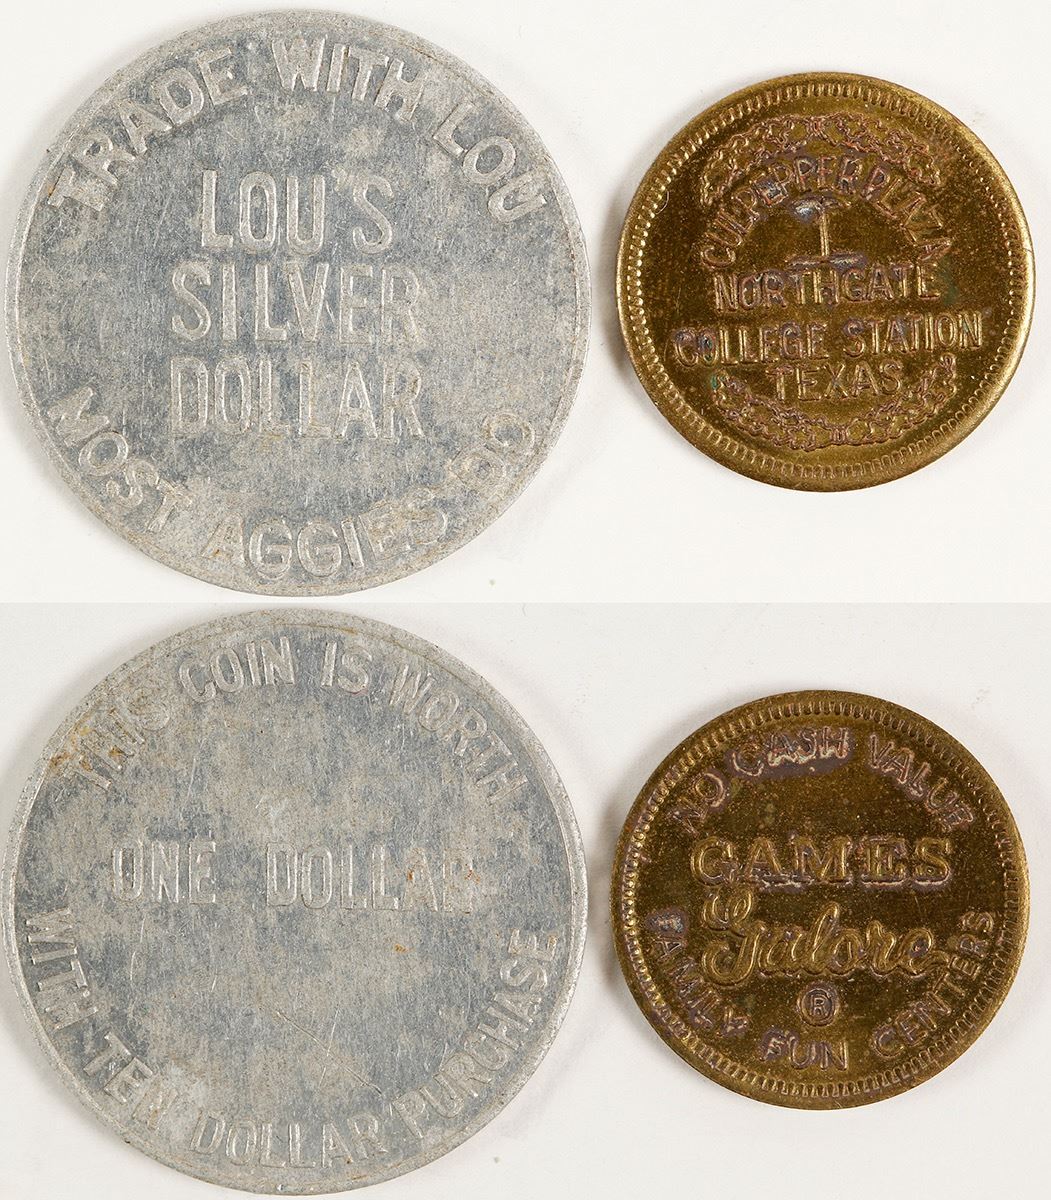 TRADE WITH LOU
LOU'S
SILVER
DOLLAR
MOST AGGIES DO
CULPEPPER PLAZA
NORTHGATE
COLLEGE STATION
TEXAS
THIS COIN IS WORTH
ONE DOLLAR
WITH TEN DOLLAR PURCHASE
NO CASH VALUE
GAMES
Galore
®
FAMILY FUN CENTERS